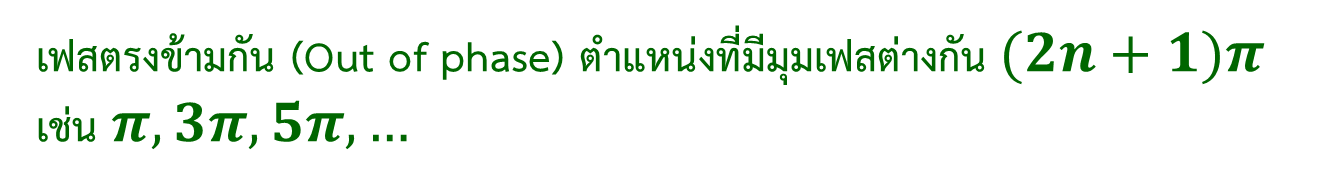 เฟสตรงข้ามกัน (Out of phase) ตำแหน่งที่มีมุมเฟสต่างกัน (2n + 1)π
เช่น π, 3π, 5π, ...